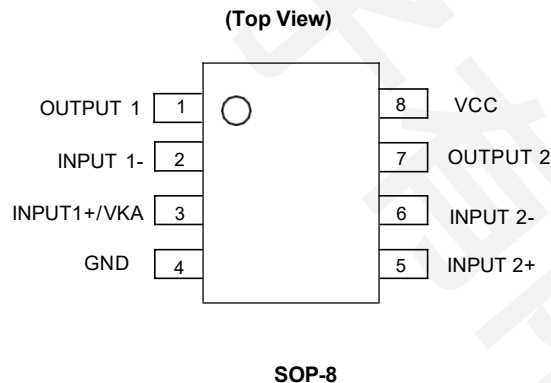 (Top View)
OUTPUT 1 1 8 VCC
INPUT 1- 2 7 OUTPUT 2
INPUT1+/VKA 3 6 INPUT 2-
GND 4 5 INPUT 2+
SOP-8